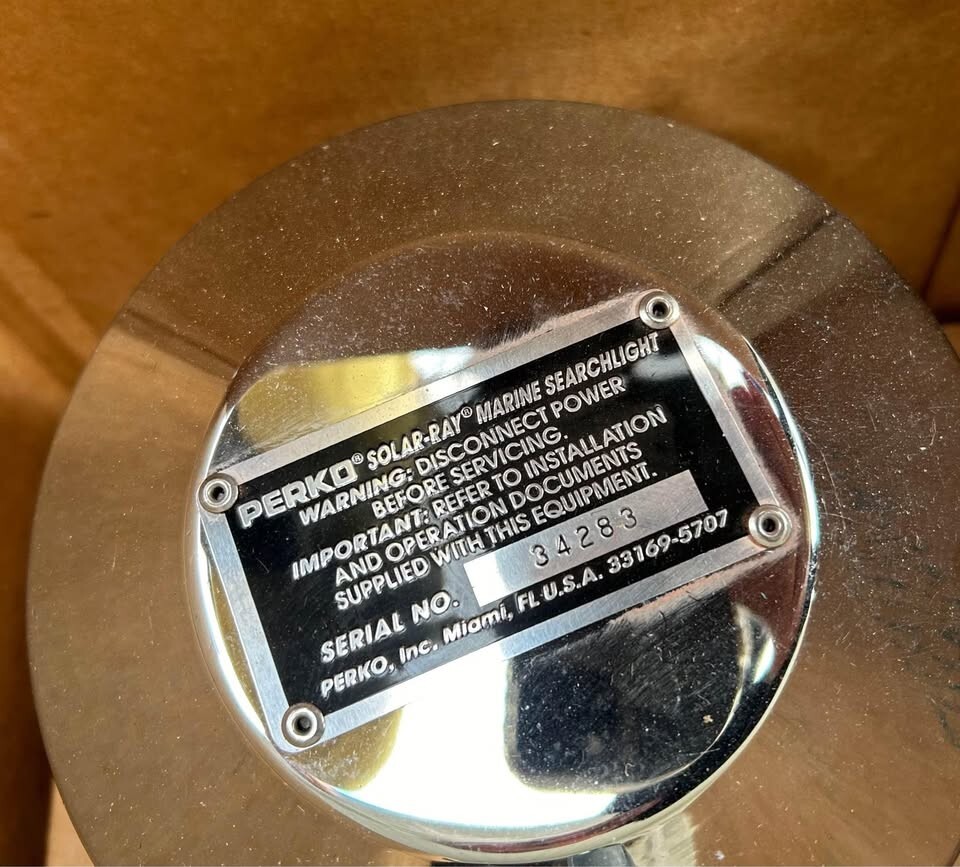 PERKO® SOLAR-RAY® MARINE SEARCHLIGHT
WARNING: DISCONNECT POWER
BEFORE SERVICING.
IMPORTANT: REFER TO INSTALLATION
AND OPERATION DOCUMENTS
SUPPLIED WITH THIS EQUIPMENT.
SERIAL NO. 34283
PERKO, Inc. Miami, FL U.S.A. 33169-5707